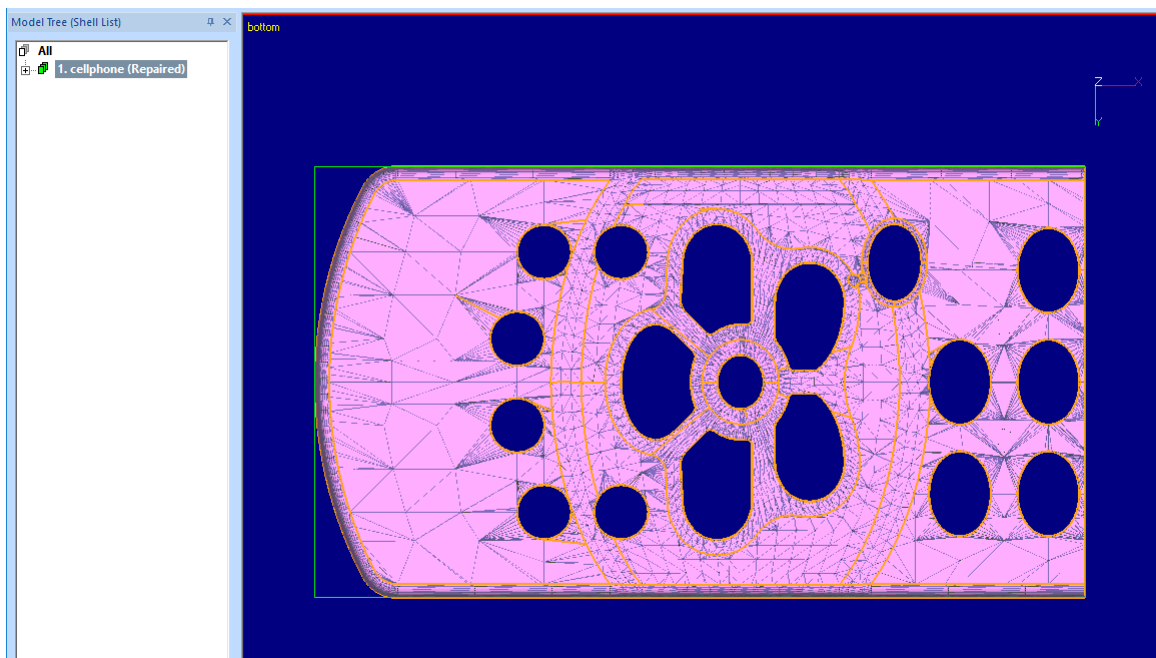 Model Tree (Shell List)
All
1. cellphone (Repaired)
bottom
Z
X
Y